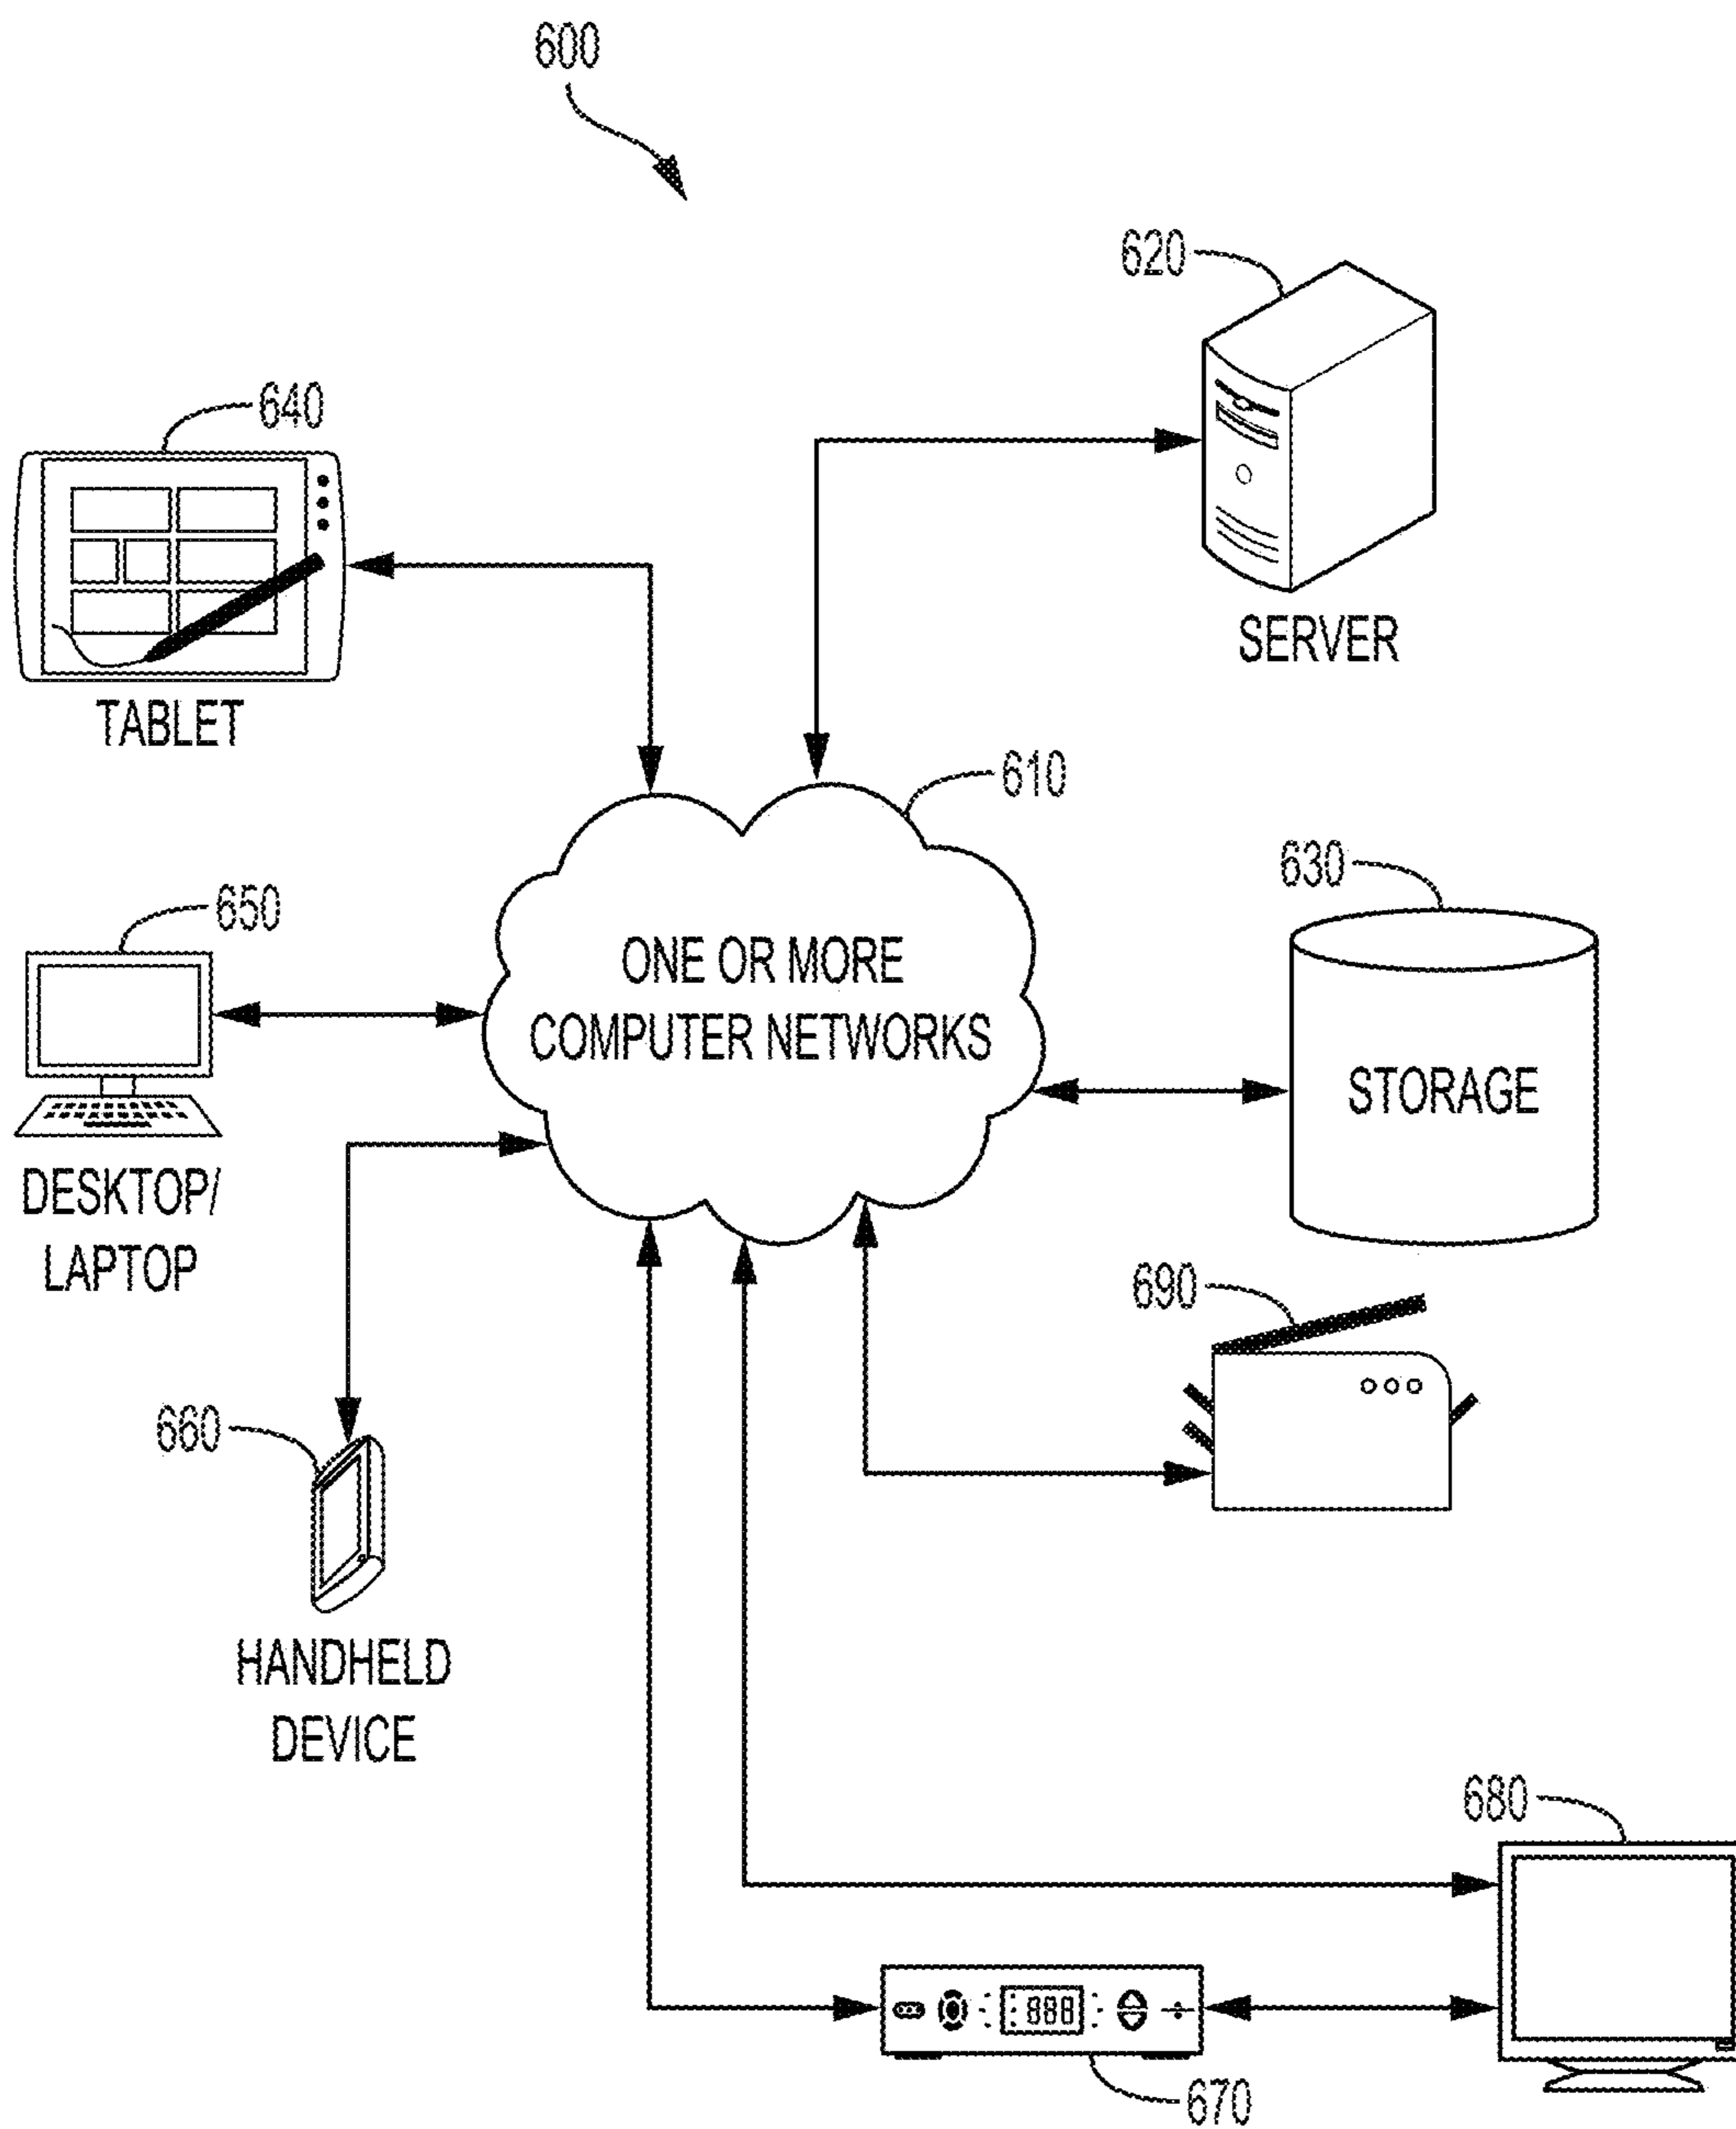 600
620
640
SERVER
TABLET
610
630
650
ONE OR MORE
COMPUTER NETWORKS
STORAGE
DESKTOP/
LAPTOP
690
660
HANDHELD
DEVICE
680
888
670